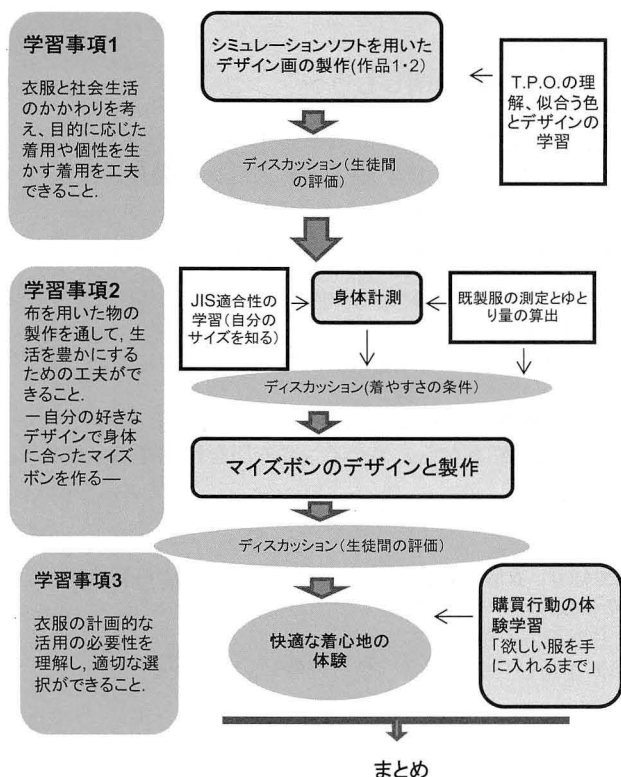 学習事項1
衣服と社会生活
のかかわりを考
え、目的に応じた
着用や個性を生
かす着用を工夫
できること.
シミュレーションソフトを用いた
デザイン画の製作(作品1・2)
T.P.O.の理
解、似合う色
とデザインの
学習
ディスカッション(生徒間
の評価)
学習事項2
布を用いた物の
製作を通して, 生
活を豊かにする
ための工夫がで
きること.
―自分の好きな
デザインで身体
に合ったマイズ
ボンを作る―
JIS適合性の
学習(自分の
サイズを知る)
身体計測
既製服の測定とゆと
り量の算出
ディスカッション(着やすさの条件)
マイズボンのデザインと製作
ディスカッション(生徒間の評価)
学習事項3
衣服の計画的な
活用の必要性を
理解し, 適切な選
択ができること.
快適な着心地の
体験
購買行動の体
験学習
「欲しい服を手
に入れるまで」
まとめ